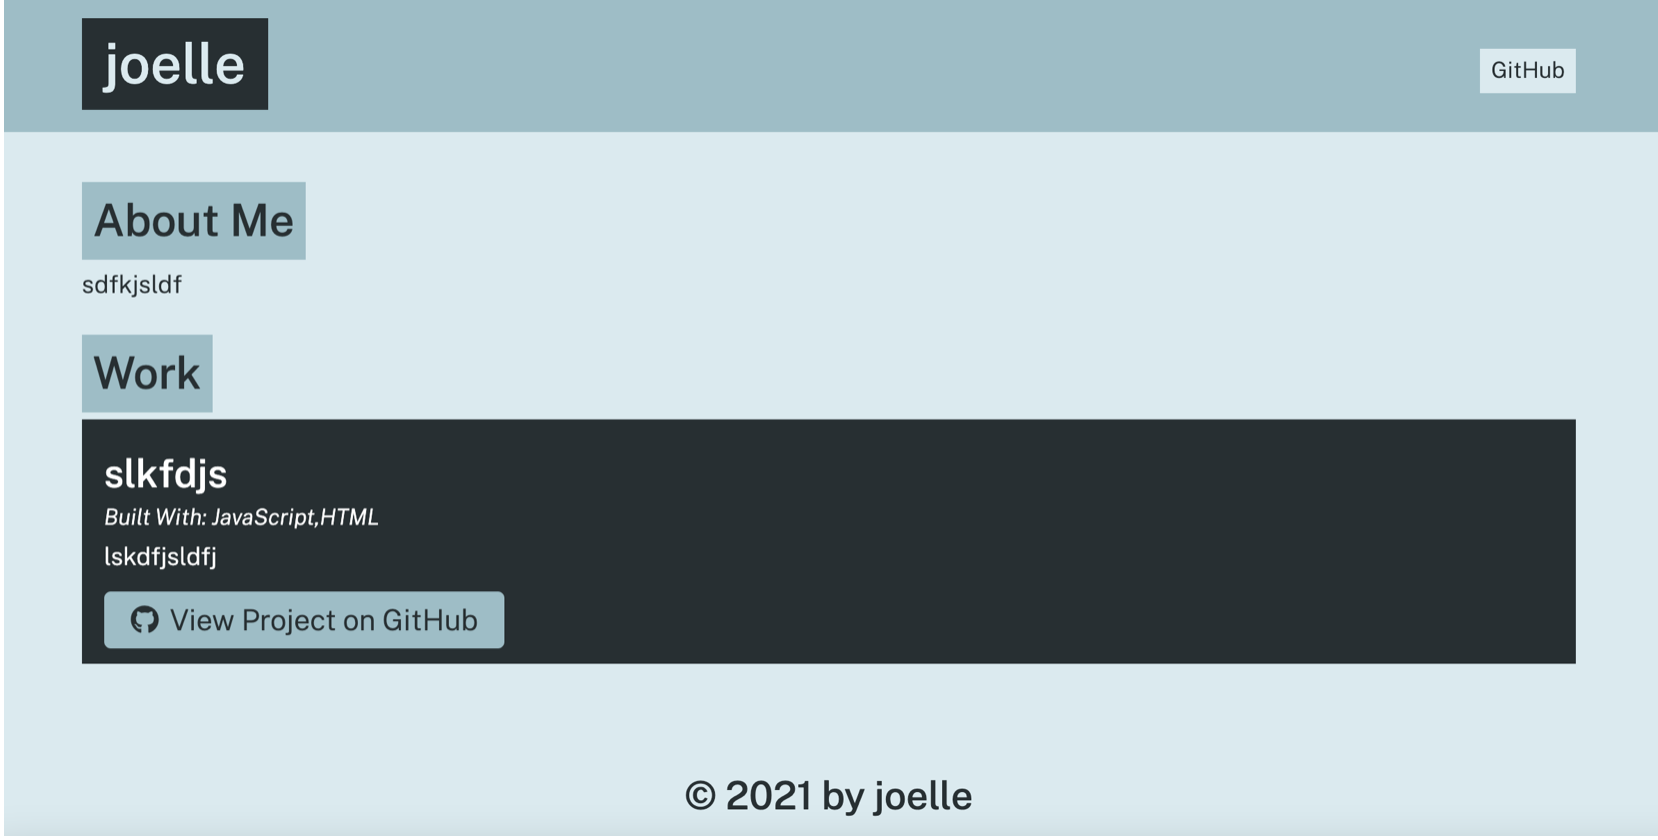 joelle
GitHub
About Me
sdfkjsldf
Work
slkfdjs
Built With: JavaScript,HTML
lskdfjsldfj
View Project on GitHub
© 2021 by joelle